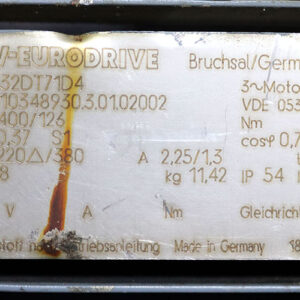 -EURODRIVE Bruchsal/Germ
32DT71D4 3~Moto
10348930.3.01.02002 VDE 053
400/126 Nm
0.37 S1 cosφ 0,7
220△/380 A 2,25/1,3
8 kg 11,42 IP 54
V A Nm Gleichricht
Betriebsanleitung Made in Germany 18